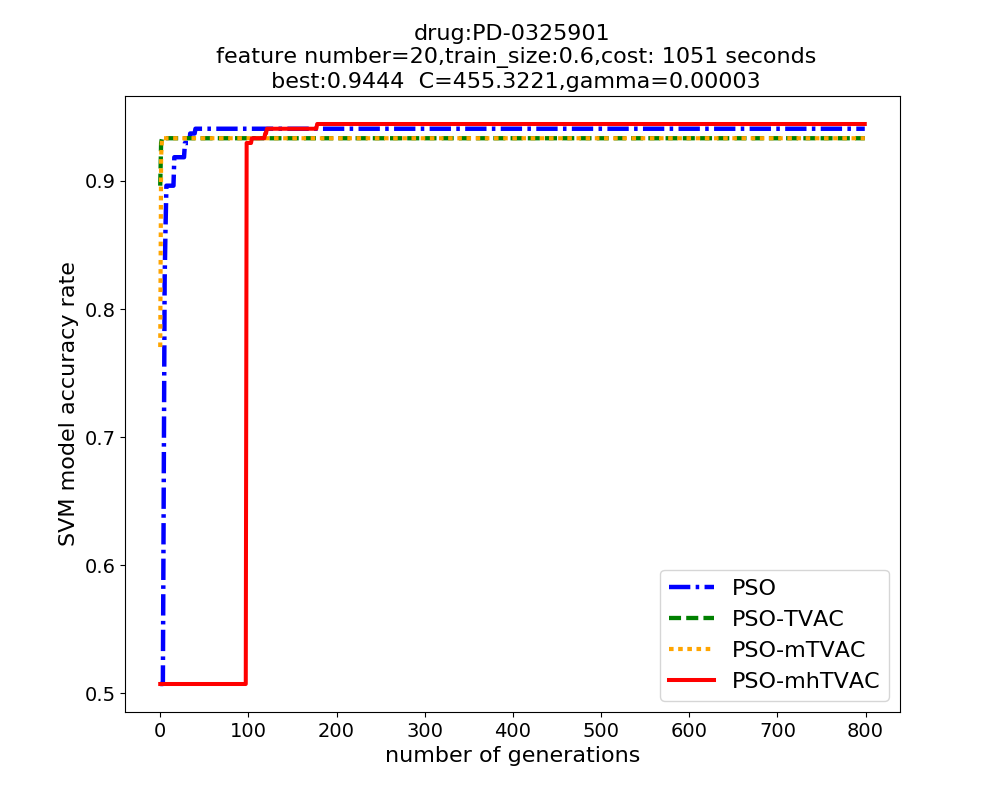 drug:PD-0325901
feature number=20,train_size:0.6,cost: 1051 seconds
best:0.9444  C=455.3221,gamma=0.00003
SVM model accuracy rate
0.9
0.8
0.7
0.6
0.5
PSO
PSO-TVAC
PSO-mTVAC
PSO-mhTVAC
0 100 200 300 400 500 600 700 800
number of generations